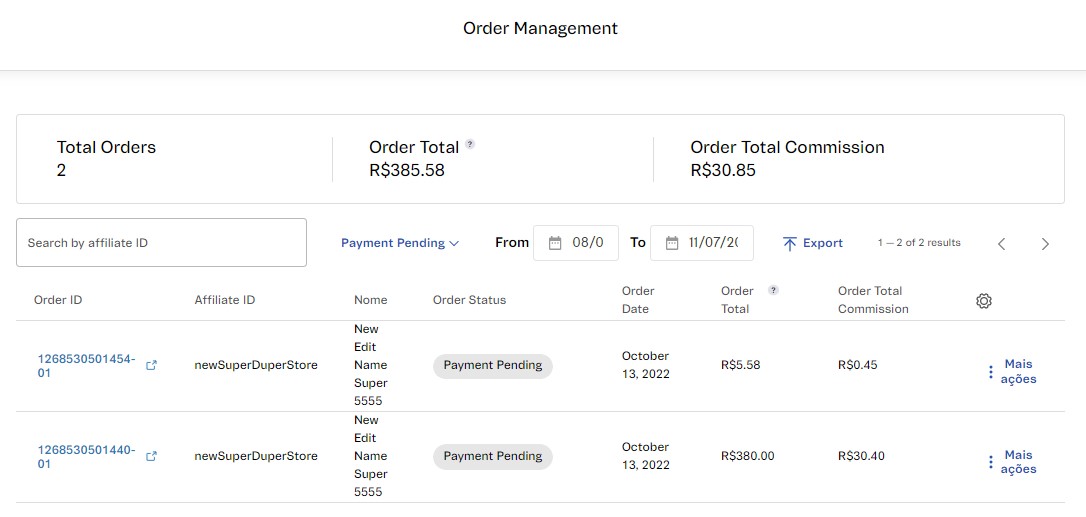 Order Management
Total Orders
2
Order Total ?
R$385.58
Order Total Commission
R$30.85
Search by affiliate ID
Payment Pending
From
08/0
To
11/07/20
Export
1 — 2 of 2 results
Order ID
Affiliate ID
Nome
Order Status
Order
Date
Order ?
Total
Order Total
Commission
1268530501454-
01
newSuperDuperStore
New
Edit
Name
Super
5555
Payment Pending
October
13, 2022
R$5.58
R$0.45
Mais
ações
1268530501440-
01
newSuperDuperStore
New
Edit
Name
Super
5555
Payment Pending
October
13, 2022
R$380.00
R$30.40
Mais
ações